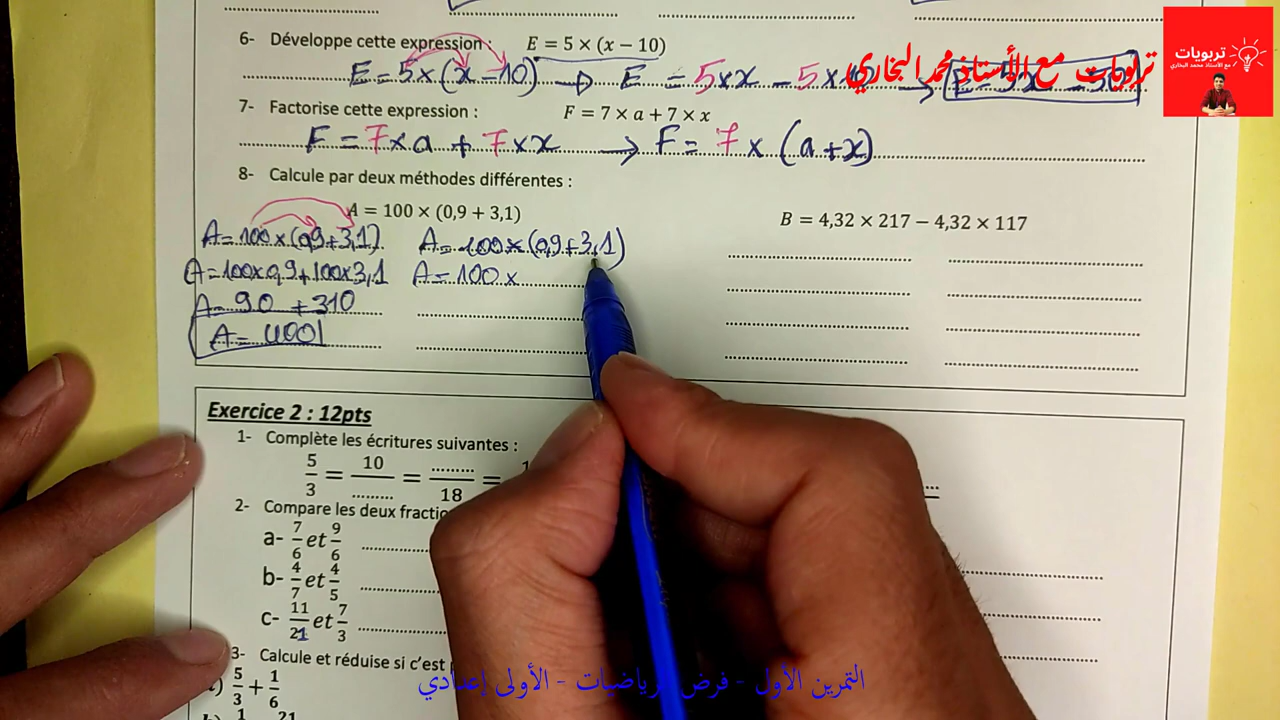 6- Développe cette expression : E = 5 × (x − 10)
E = 5 × (x − 10) → E = 5 × x − 5 ×
تربويات مع الأستاذ محمد البخاري
تربويات
مع الأستاذ محمد البخاري
7- Factorise cette expression : F = 7 × a + 7 × x
F = 7 × a + 7 × x → F = 7 × (a + x)
8- Calcule par deux méthodes différentes :
A = 100 × (0,9 + 3,1)
B = 4,32 × 217 − 4,32 × 117
A = 100 × (0,9 + 3,1)
A = 100 × 0,9 + 100 × 3,1
A = 90 + 310
A = 400
A = 100 × (0,9 + 3,1)
A = 100 ×
Exercice 2 : 12pts
1- Complète les écritures suivantes :
5/3 = 10/......... = ........./18 =
2- Compare les deux
a- 7/6 et 9/6
b- 4/7 et 4/5
c- 11/21 et 7/3
3- Calcule et réduise si c'est
5/3 + 1/6
التمرين الأول - فرض الرياضيات - الأولى إعدادي